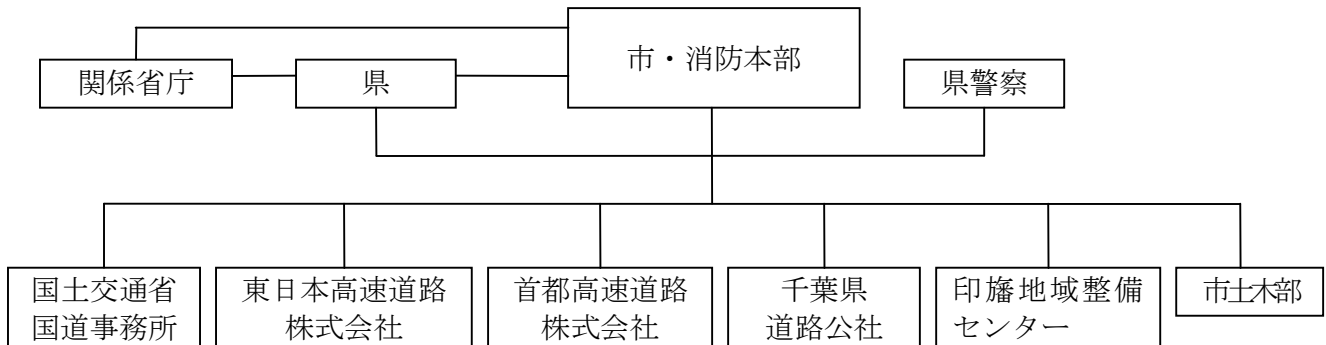 市・消防本部
関係省庁
県
県警察
国土交通省
国道事務所
東日本高速道路
株式会社
首都高速道路
株式会社
千葉県
道路公社
印旛地域整備
センター
市土木部